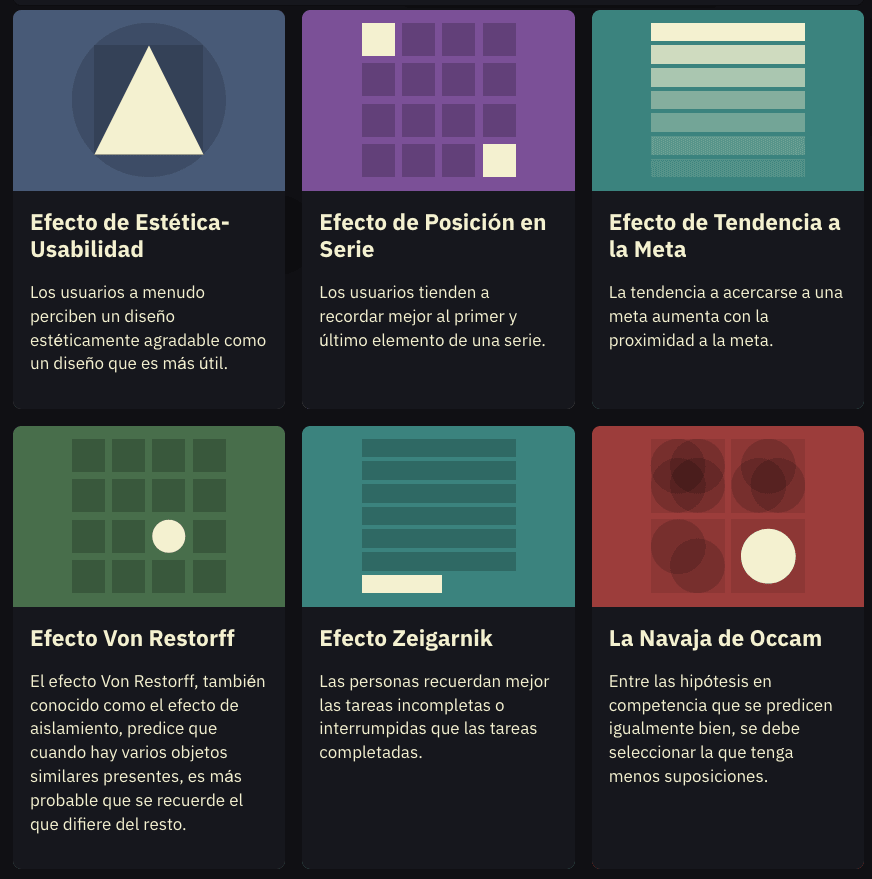 Efecto de Estética-
Usabilidad
Los usuarios a menudo
perciben un diseño
estéticamente agradable como
un diseño que es más útil.
Efecto de Posición en
Serie
Los usuarios tienden a
recordar mejor al primer y
último elemento de una serie.
Efecto de Tendencia a
la Meta
La tendencia a acercarse a una
meta aumenta con la
proximidad a la meta.
Efecto Von Restorff
El efecto Von Restorff, también
conocido como el efecto de
aislamiento, predice que
cuando hay varios objetos
similares presentes, es más
probable que se recuerde el
que difiere del resto.
Efecto Zeigarnik
Las personas recuerdan mejor
las tareas incompletas o
interrumpidas que las tareas
completadas.
La Navaja de Occam
Entre las hipótesis en
competencia que se predicen
igualmente bien, se debe
seleccionar la que tenga
menos suposiciones.